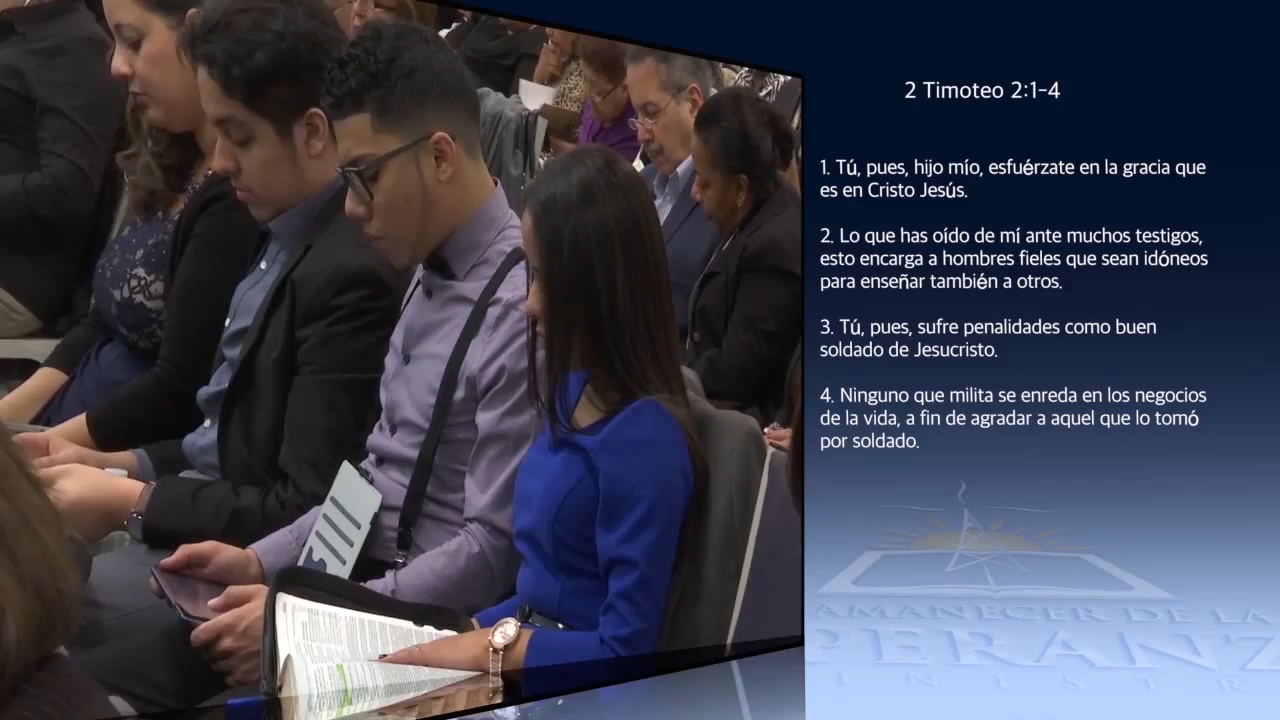 2 Timoteo 2:1-4
1. Tú, pues, hijo mío, esfuérzate en la gracia que
es en Cristo Jesús.
2. Lo que has oído de mí ante muchos testigos,
esto encarga a hombres fieles que sean idóneos
para enseñar también a otros.
3. Tú, pues, sufre penalidades como buen
soldado de Jesucristo.
4. Ninguno que milita se enreda en los negocios
de la vida, a fin de agradar a aquel que lo tomó
por soldado.
AMANECER DE LA
PERANZ
INISTR